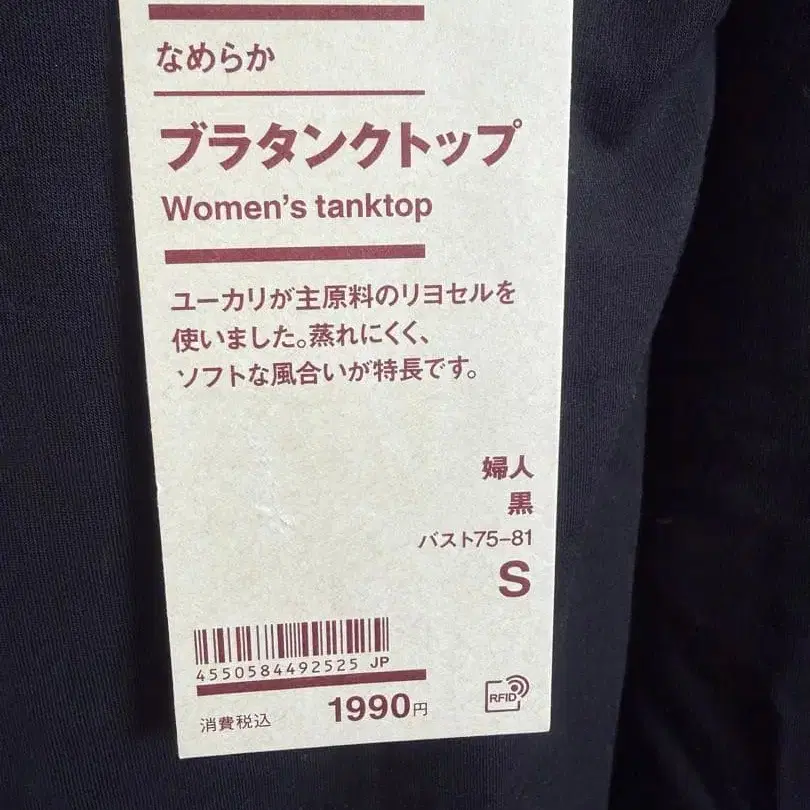 なめらか
ブラタンクトップ
Women's tanktop
ユーカリが主原料のリヨセルを
使いました。蒸れにくく、
ソフトな風合いが特長です。
婦人
黒
バスト75-81
S
4550584492525 JP
消費税込 1990円
RFID